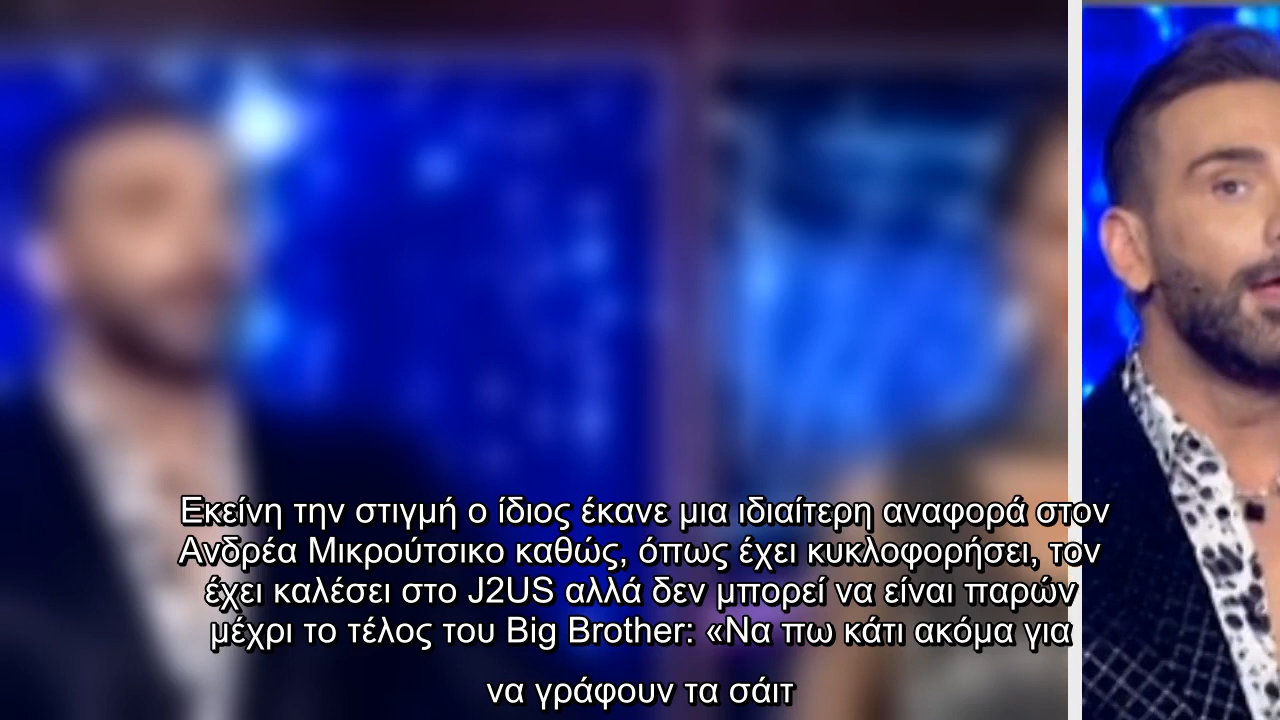 Εκείνη την στιγμή ο ίδιος έκανε μια ιδιαίτερη αναφορά στον
Ανδρέα Μικρούτσικο καθώς, όπως έχει κυκλοφορήσει, τον
έχει καλέσει στο J2US αλλά δεν μπορεί να είναι παρών
μέχρι το τέλος του Big Brother: «Να πω κάτι ακόμα για
να γράφουν τα σάιτ